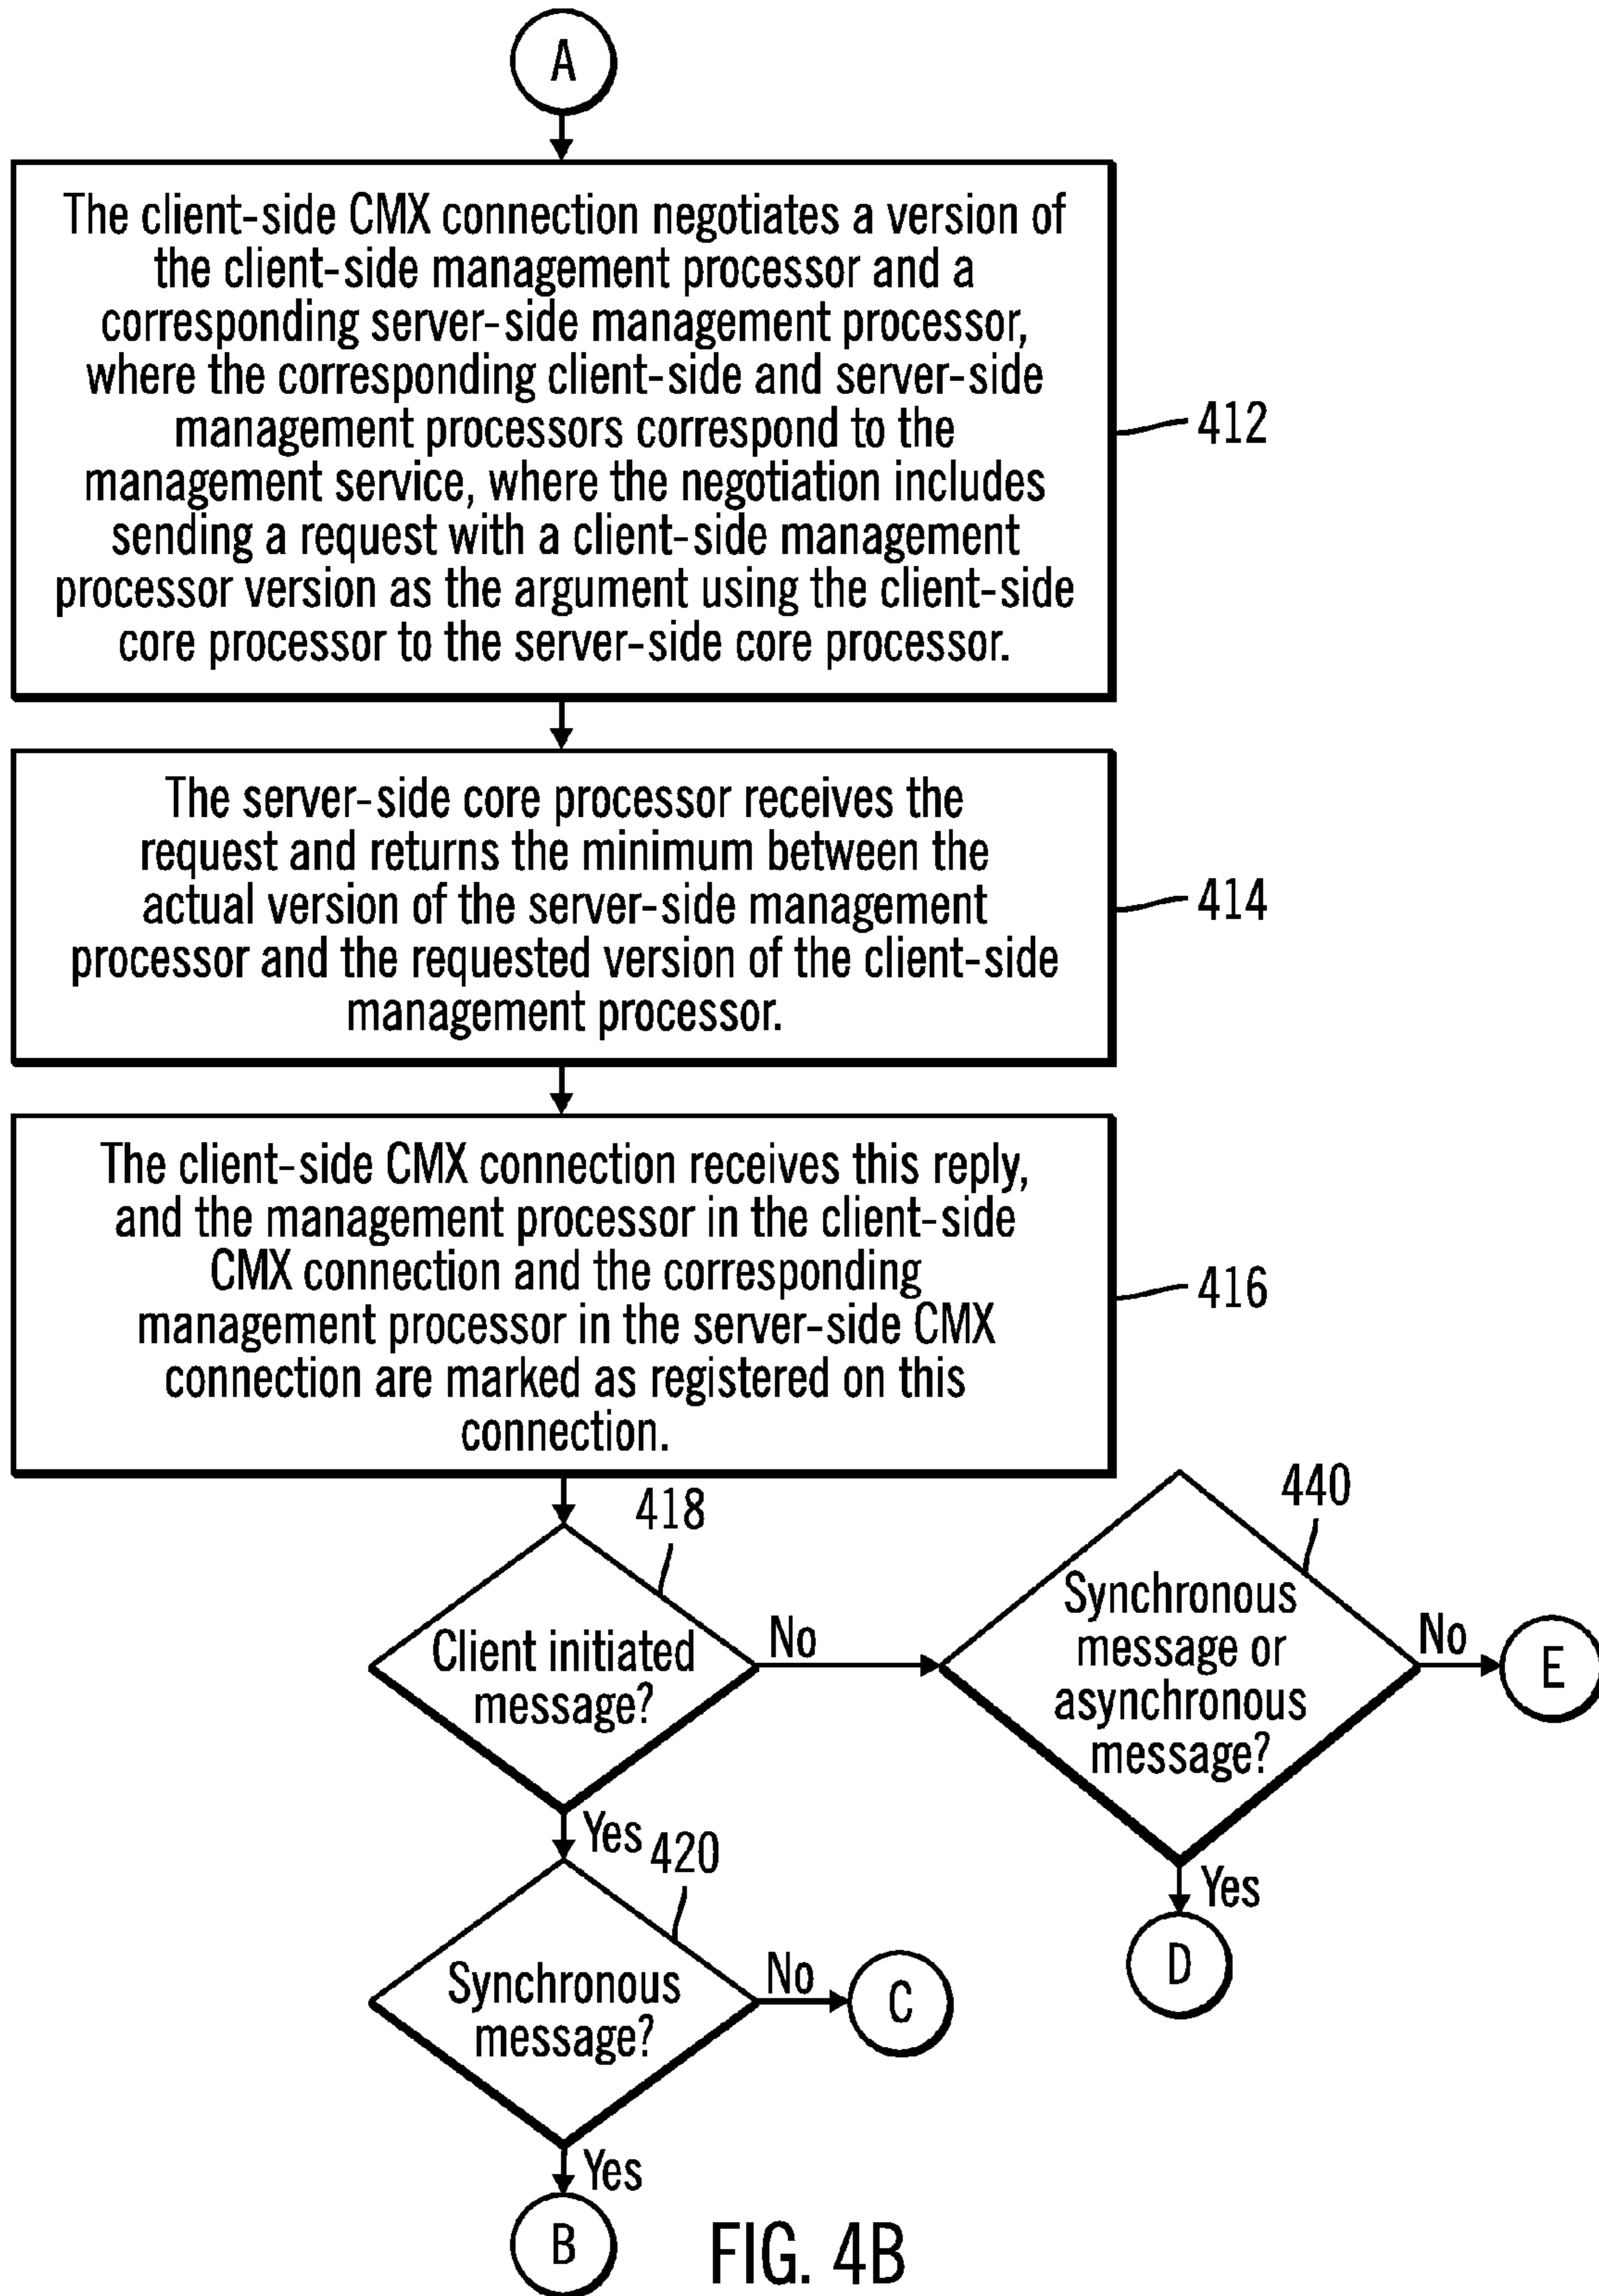 A
The client-side CMX connection negotiates a version of
the client-side management processor and a
corresponding server-side management processor,
where the corresponding client-side and server-side
management processors correspond to the
management service, where the negotiation includes
sending a request with a client-side management
processor version as the argument using the client-side
core processor to the server-side core processor.
412
The server-side core processor receives the
request and returns the minimum between the
actual version of the server-side management
processor and the requested version of the client-side
management processor.
414
The client-side CMX connection receives this reply,
and the management processor in the client-side
CMX connection and the corresponding
management processor in the server-side CMX
connection are marked as registered on this
connection.
416
418
Client initiated
message?
No
440
Synchronous
message or
asynchronous
message?
No
E
Yes
D
Yes
420
Synchronous
message?
No
C
Yes
B
FIG. 4B